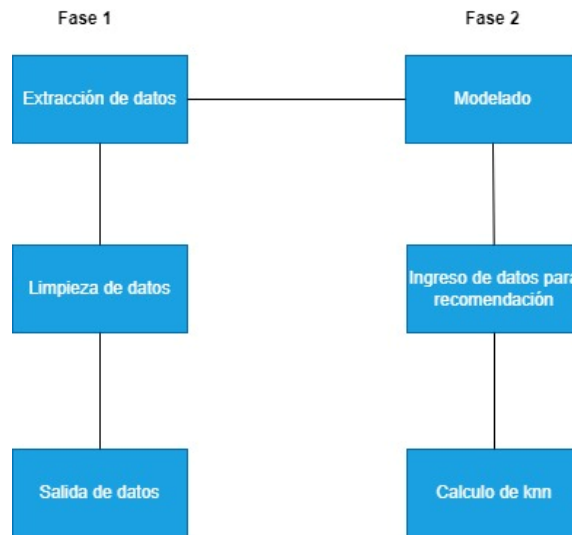 Fase 1
Fase 2
Extracción de datos
Modelado
Limpieza de datos
Ingreso de datos para
recomendación
Salida de datos
Calculo de knn